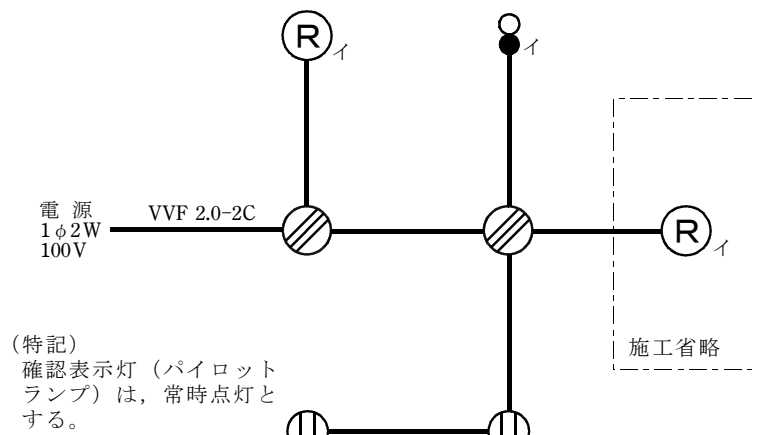 R イ
イ
電源
1φ2W
100V
VVF 2.0-2C
R イ
施工省略
(特記)
確認表示灯（パイロット
ランプ）は，常時点灯と
する。